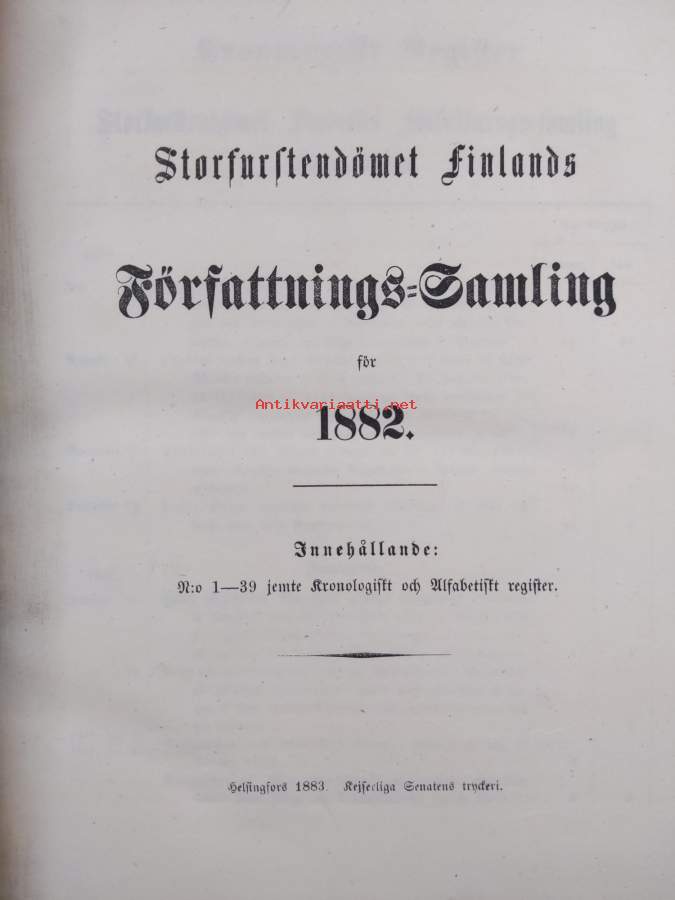 Storfurstendömet Finlands
Författnings-Samling
för
Antikvariaatti.net
1882.
Innehållande:
N:o 1—39 jemte Kronologiskt och Alfabetiskt register.
Helsingfors 1883. Kejserliga Senatens tryckeri.